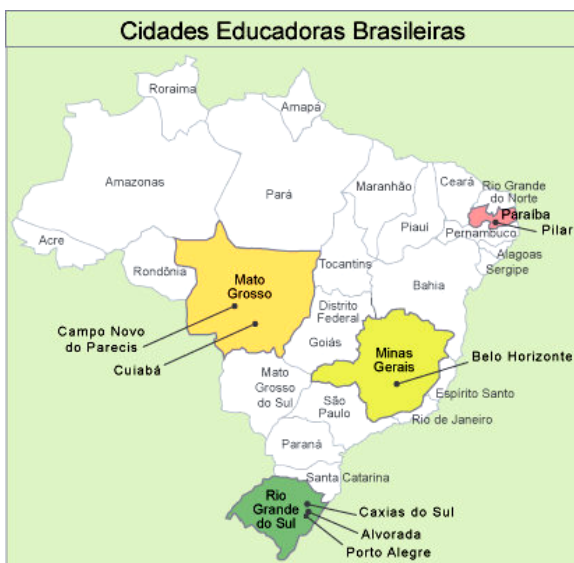 Cidades Educadoras Brasileiras
Roraima
Amapá
Amazonas
Pará
Maranhão
Ceará
Rio Grande
do Norte
Paraíba
Pilar
Piauí
Pernambuco
Acre
Alagoas
Sergipe
Rondônia
Tocantins
Bahia
Mato
Grosso
Distrito
Federal
Campo Novo
do Parecis
Goiás
Cuiabá
Minas
Gerais
Belo Horizonte
Mato
Grosso
do Sul
Espírito Santo
São
Paulo
Rio de Janeiro
Paraná
Santa Catarina
Rio
Grande
do Sul
Caxias do Sul
Alvorada
Porto Alegre